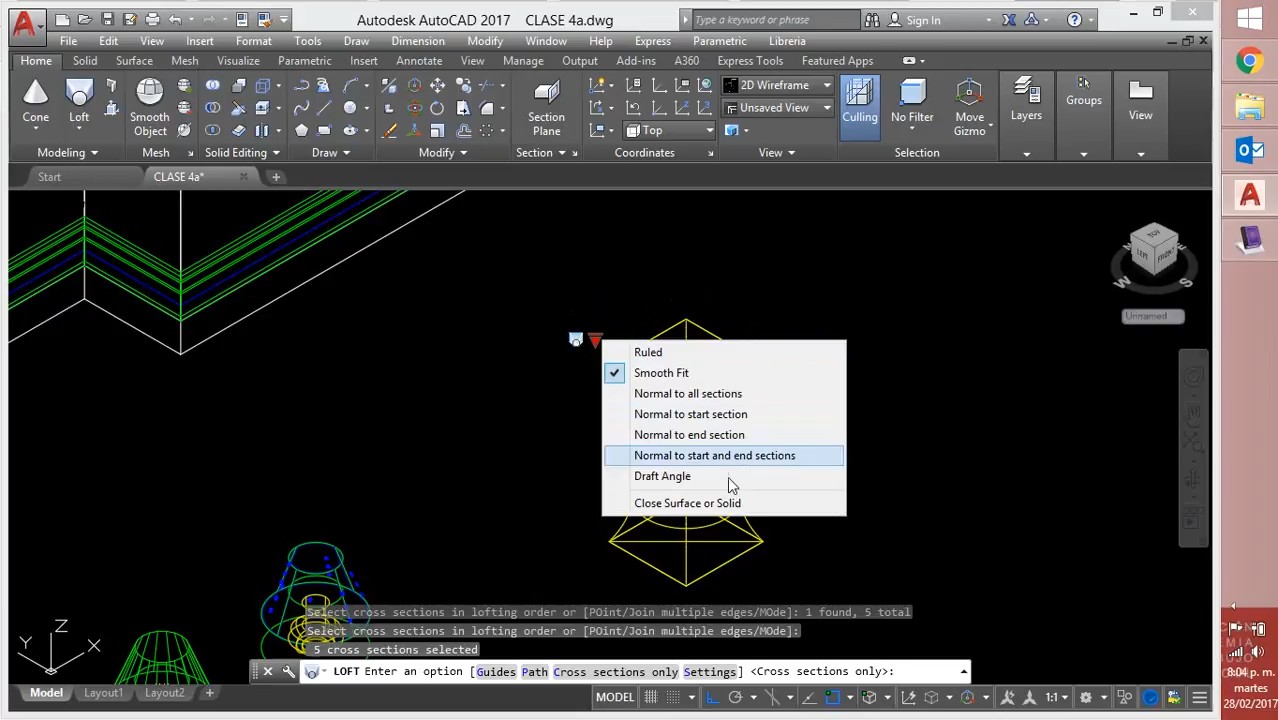 Autodesk AutoCAD 2017 CLASE 4a.dwg
Type a keyword or phrase
Sign In
File Edit View Insert Format Tools Draw Dimension Modify Window Help Express Parametric Libreria
Home Solid Surface Mesh Visualize Parametric Insert Annotate View Manage Output Add-ins A360 Express Tools Featured Apps
2D Wireframe
Unsaved View
Top
Cone Loft Smooth Object Section Plane Culling No Filter Move Gizmo Layers Groups View
Modeling Mesh Solid Editing Draw Modify Section Coordinates View Selection
Start CLASE 4a*
TOP
LEFT
FRONT
W
S
Unnamed
Ruled
Smooth Fit
Normal to all sections
Normal to start section
Normal to end section
Normal to start and end sections
Draft Angle
Close Surface or Solid
Z
Y
X
Select cross sections in lofting order or [POint/Join multiple edges/MOde]: 1 found, 5 total
Select cross sections in lofting order or [POint/Join multiple edges/MOde]:
5 cross sections selected
LOFT Enter an option [Guides Path Cross sections only Settings] <Cross sections only>:
Model Layout1 Layout2
MODEL
1:1
8:04 p. m.
martes
28/02/2017